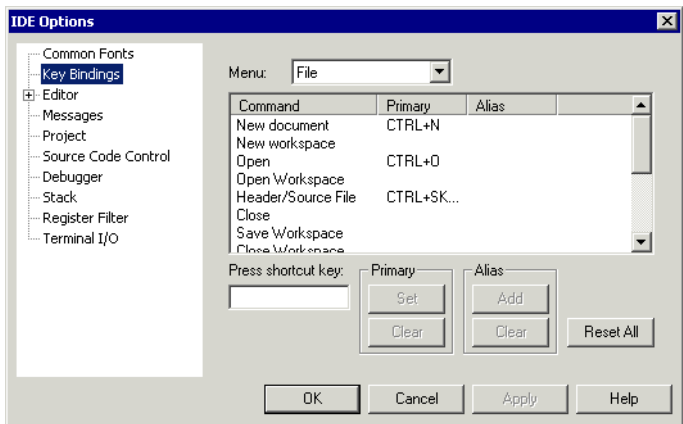 IDE Options
Common Fonts
Key Bindings
Editor
Messages
Project
Source Code Control
Debugger
Stack
Register Filter
Terminal I/O
Menu: File
Command Primary Alias
New document CTRL+N
New workspace
Open CTRL+O
Open Workspace
Header/Source File CTRL+SK...
Close
Save Workspace
Close Workspace
Press shortcut key: Primary Alias
Set Add
Clear Clear Reset All
OK Cancel Apply Help